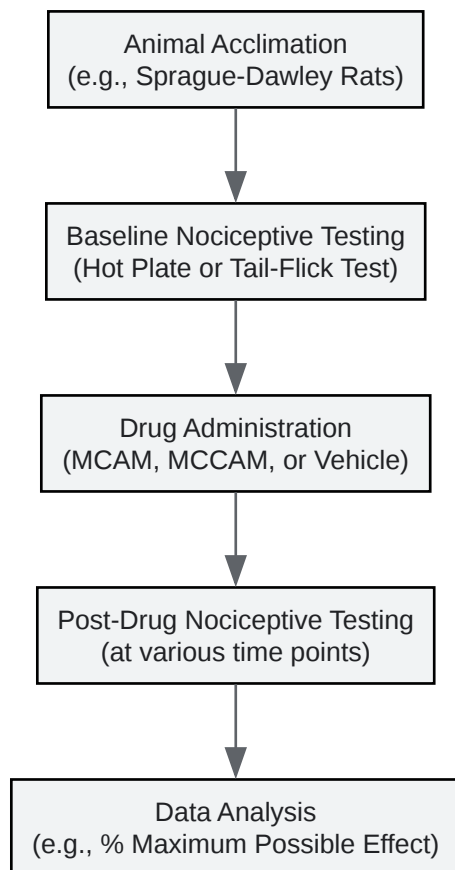 Animal Acclimation
(e.g., Sprague-Dawley Rats)
Baseline Nociceptive Testing
(Hot Plate or Tail-Flick Test)
Drug Administration
(MCAM, MCCAM, or Vehicle)
Post-Drug Nociceptive Testing
(at various time points)
Data Analysis
(e.g., % Maximum Possible Effect)